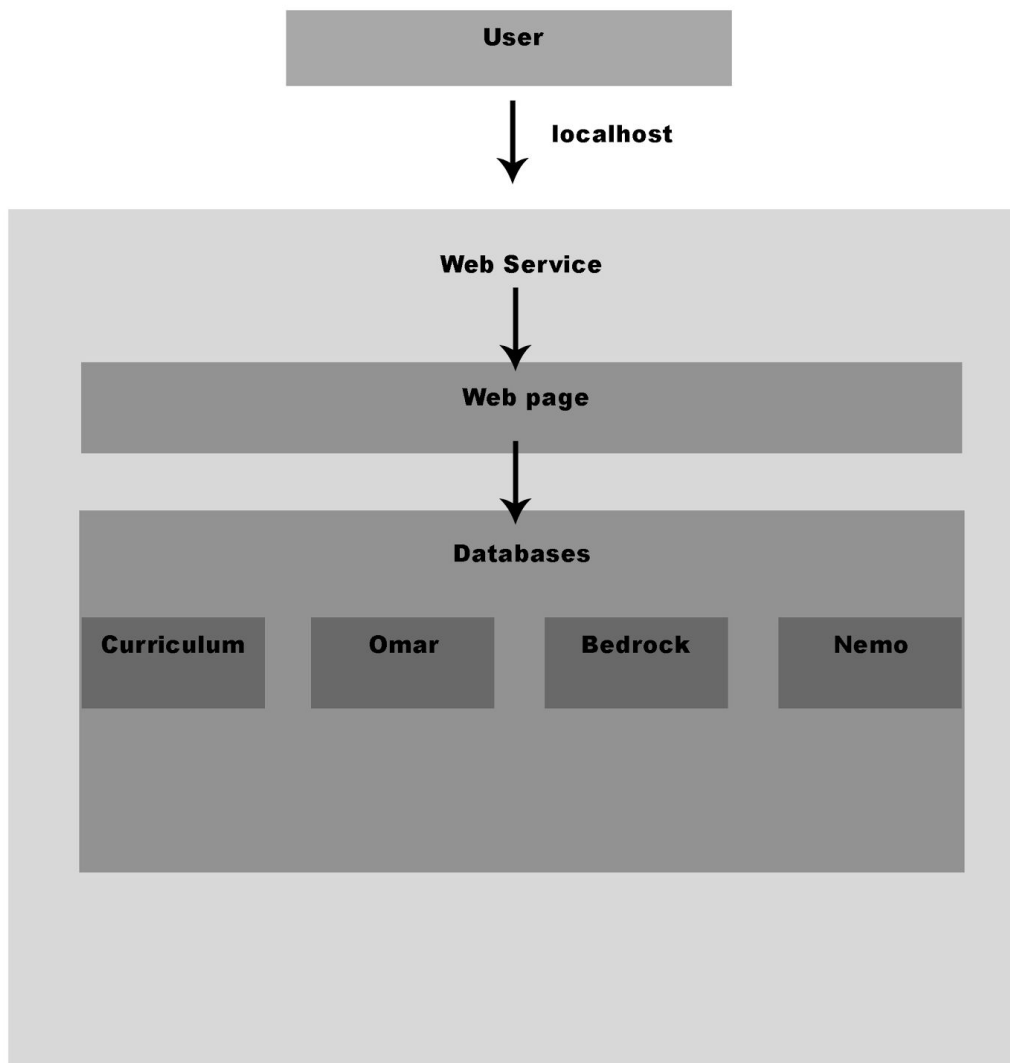 User
localhost
Web Service
Web page
Databases
Curriculum
Omar
Bedrock
Nemo